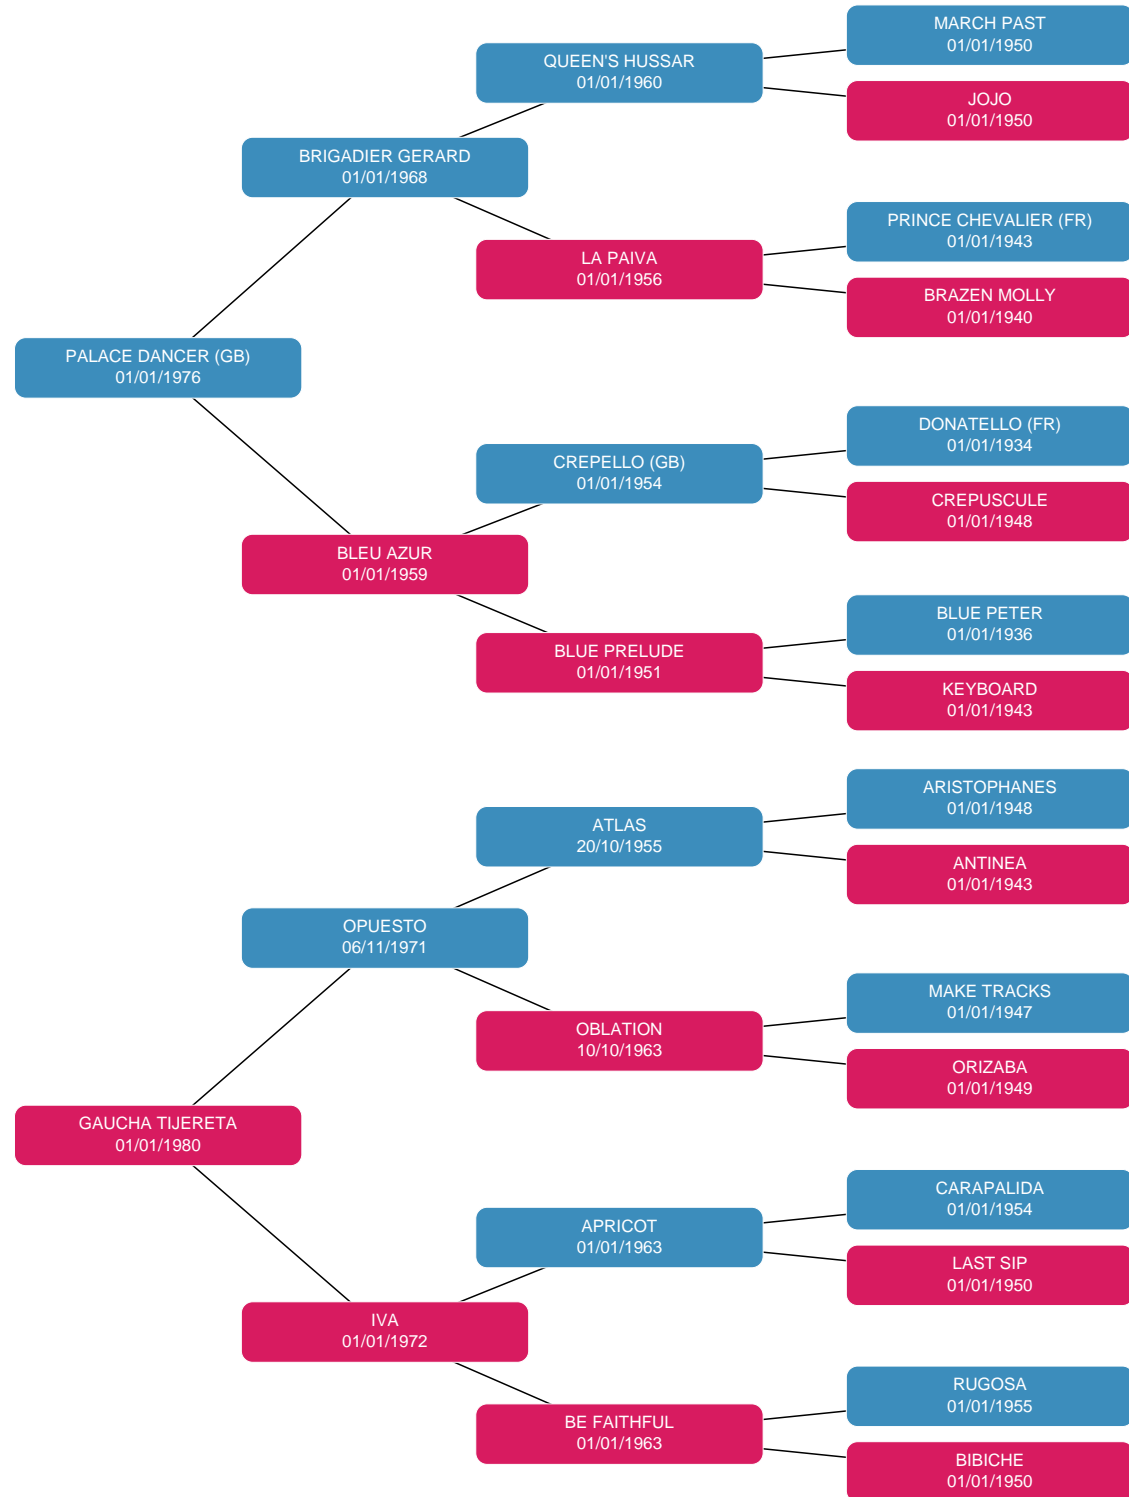 MARCH PAST
01/01/1950
QUEEN'S HUSSAR
01/01/1960
JOJO
01/01/1950
BRIGADIER GERARD
01/01/1968
PRINCE CHEVALIER (FR)
01/01/1943
LA PAIVA
01/01/1956
BRAZEN MOLLY
01/01/1940
PALACE DANCER (GB)
01/01/1976
DONATELLO (FR)
01/01/1934
CREPELLO (GB)
01/01/1954
CREPUSCULE
01/01/1948
BLEU AZUR
01/01/1959
BLUE PETER
01/01/1936
BLUE PRELUDE
01/01/1951
KEYBOARD
01/01/1943
ARISTOPHANES
01/01/1948
ATLAS
20/10/1955
ANTINEA
01/01/1943
OPUESTO
06/11/1971
MAKE TRACKS
01/01/1947
OBLATION
10/10/1963
ORIZABA
01/01/1949
GAUCHA TIJERETA
01/01/1980
CARAPALIDA
01/01/1954
APRICOT
01/01/1963
LAST SIP
01/01/1950
IVA
01/01/1972
RUGOSA
01/01/1955
BE FAITHFUL
01/01/1963
BIBICHE
01/01/1950